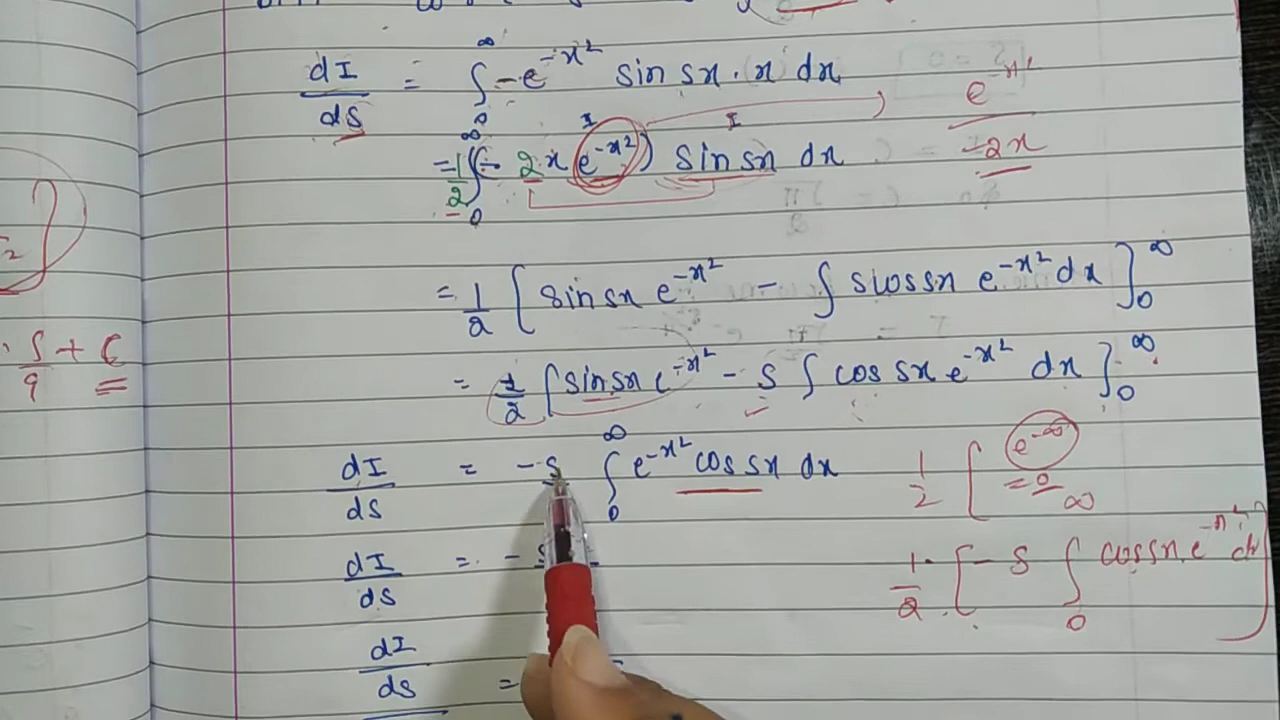 dI/ds = ∫₀^∞ -e^{-x²} sin sx · x dx
e^{-x²}/-2x
= 1/2 ∫₀^∞ (- 2x e^{-x²}) sin sx dx
= 1/2 [ sin sx e^{-x²} - ∫ s cos sx e^{-x²} dx ]₀^∞
s/9 + C
= 1/2 [ sin sx e^{-x²} - s ∫ cos sx e^{-x²} dx ]₀^∞
dI/ds = -s ∫₀^∞ e^{-x²} cos sx dx
1/2 [ e^{-∞} = 0
∞
dI/ds = - s
1/2 · [ - s ∫₀ cos sx e^{-x²} dx ]
dI/ds =